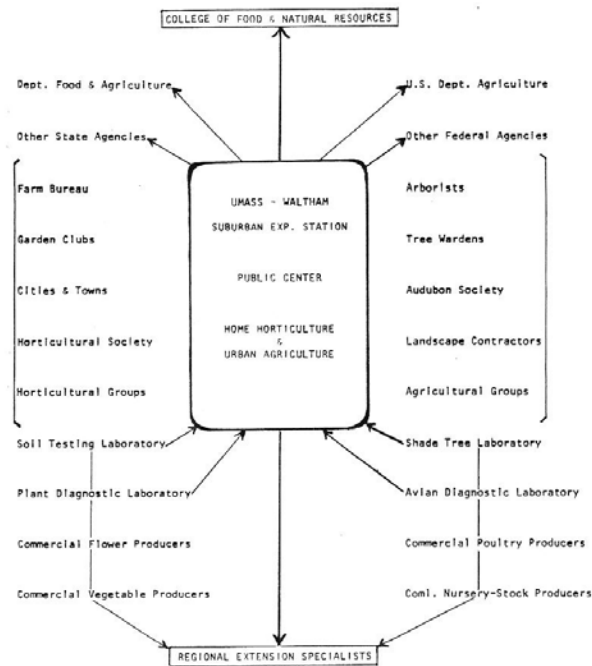 COLLEGE OF FOOD & NATURAL RESOURCES
Dept. Food & Agriculture
U.S. Dept. Agriculture
Other State Agencies
Other Federal Agencies
Farm Bureau
Garden Clubs
Cities & Towns
Horticultural Society
Horticultural Groups
UMASS - WALTHAM
SUBURBAN EXP. STATION
PUBLIC CENTER
HOME HORTICULTURE
&
URBAN AGRICULTURE
Arborists
Tree Wardens
Audubon Society
Landscape Contractors
Agricultural Groups
Soil Testing Laboratory
Plant Diagnostic Laboratory
Commercial Flower Producers
Commercial Vegetable Producers
Shade Tree Laboratory
Avian Diagnostic Laboratory
Commercial Poultry Producers
Coml. Nursery-Stock Producers
REGIONAL EXTENSION SPECIALISTS